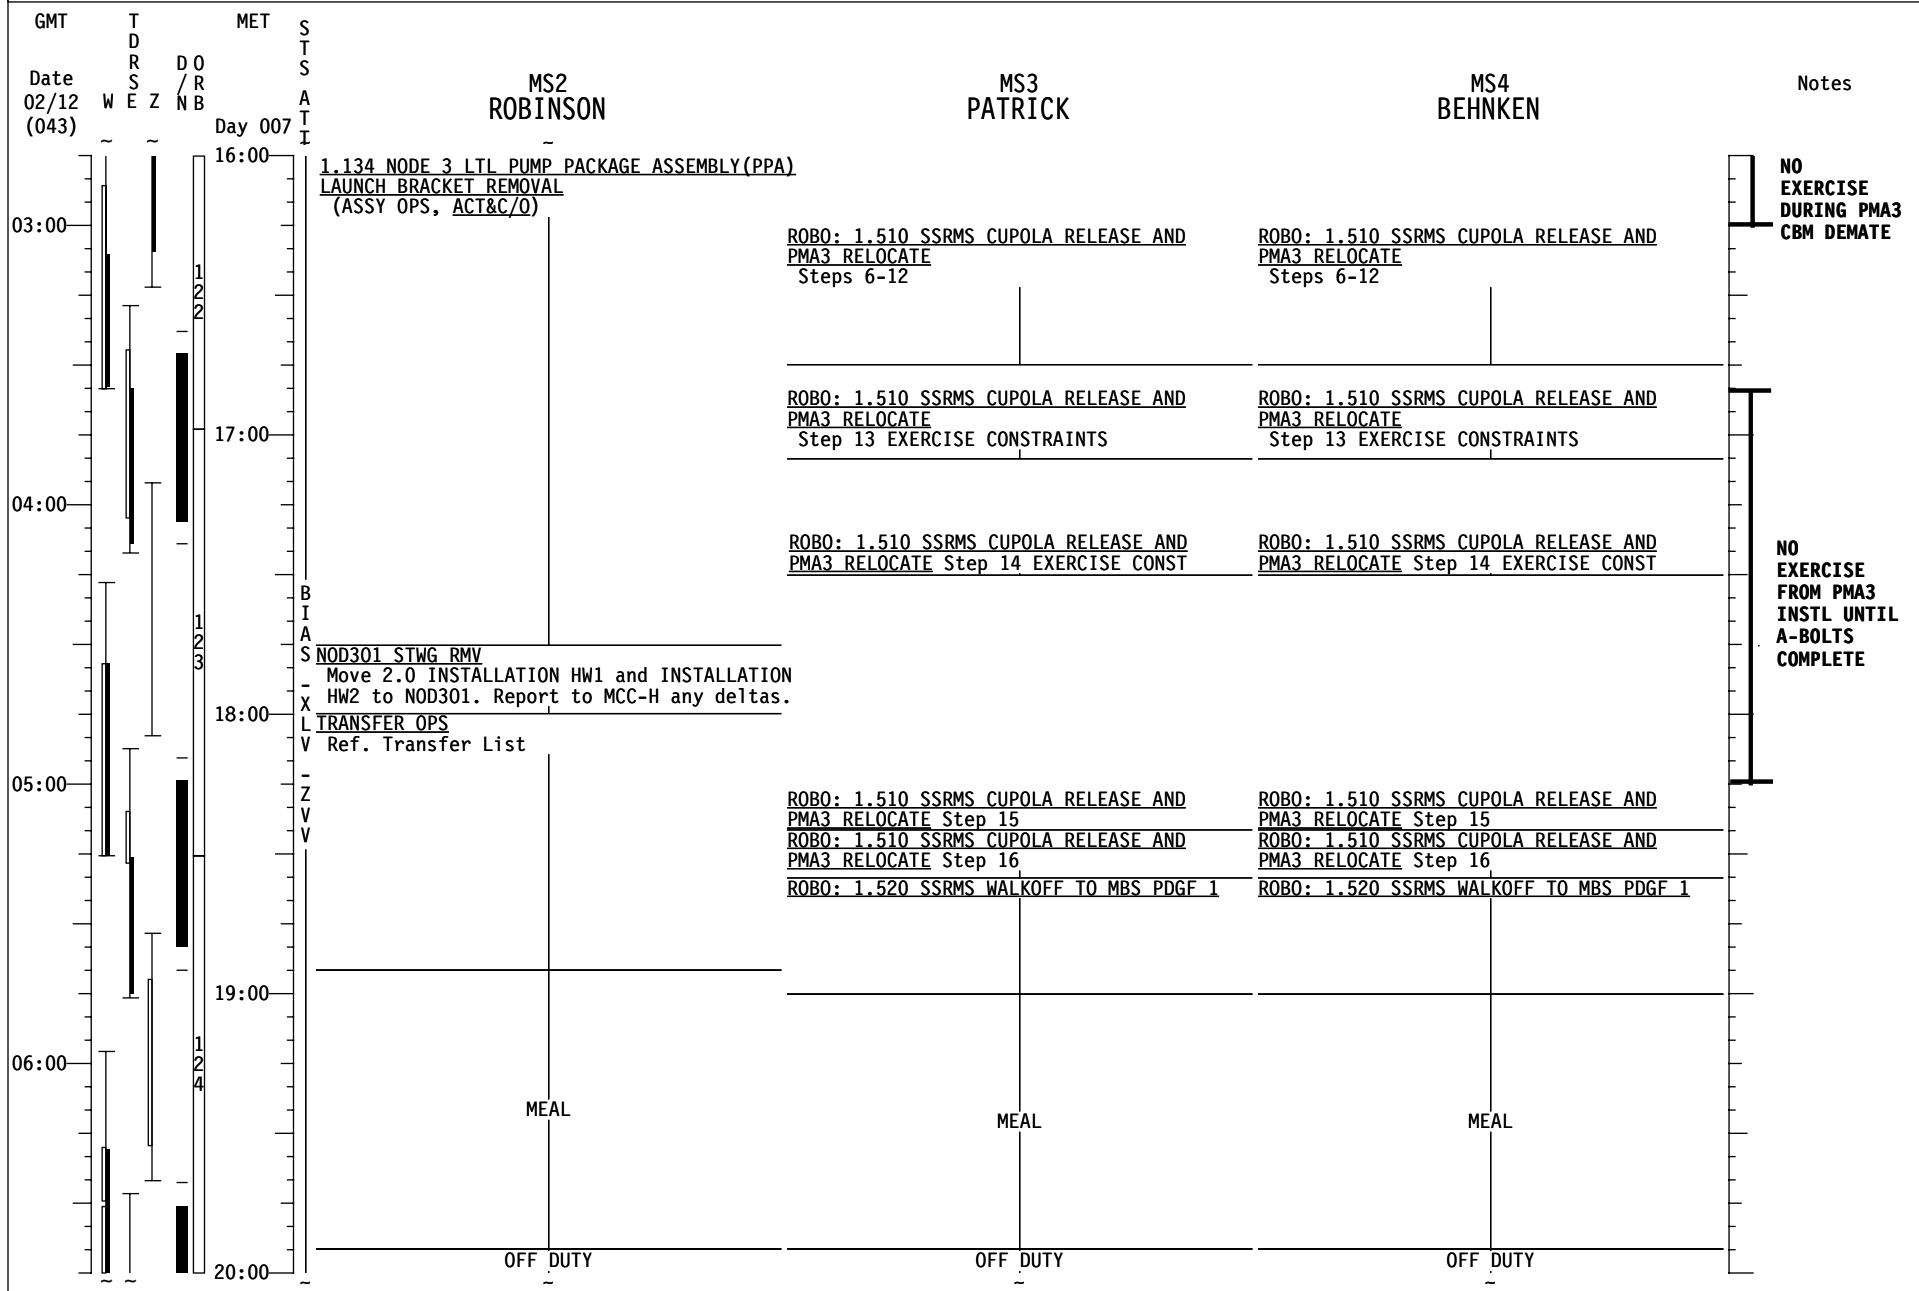 GMT
TDRSE
MET
STS ATT
D/N
ORB
Date
02/12
(043)
W E Z
Day 007
MS2
ROBINSON
MS3
PATRICK
MS4
BEHNKEN
Notes
~ ~ ~
16:00
1.134 NODE 3 LTL PUMP PACKAGE ASSEMBLY(PPA)
LAUNCH BRACKET REMOVAL
(ASSY OPS, ACT&C/O)
NO
EXERCISE
DURING PMA3
CBM DEMATE
03:00
ROBO: 1.510 SSRMS CUPOLA RELEASE AND
PMA3 RELOCATE
Steps 6-12
ROBO: 1.510 SSRMS CUPOLA RELEASE AND
PMA3 RELOCATE
Steps 6-12
122
ROBO: 1.510 SSRMS CUPOLA RELEASE AND
PMA3 RELOCATE
Step 13 EXERCISE CONSTRAINTS
ROBO: 1.510 SSRMS CUPOLA RELEASE AND
PMA3 RELOCATE
Step 13 EXERCISE CONSTRAINTS
17:00
04:00
ROBO: 1.510 SSRMS CUPOLA RELEASE AND
PMA3 RELOCATE Step 14 EXERCISE CONST
ROBO: 1.510 SSRMS CUPOLA RELEASE AND
PMA3 RELOCATE Step 14 EXERCISE CONST
NO
EXERCISE
FROM PMA3
INSTL UNTIL
A-BOLTS
COMPLETE
123
BIAS -XLV -ZVV
NOD3O1 STWG RMV
Move 2.0 INSTALLATION HW1 and INSTALLATION
HW2 to NOD3O1. Report to MCC-H any deltas.
18:00
TRANSFER OPS
Ref. Transfer List
05:00
ROBO: 1.510 SSRMS CUPOLA RELEASE AND
PMA3 RELOCATE Step 15
ROBO: 1.510 SSRMS CUPOLA RELEASE AND
PMA3 RELOCATE Step 16
ROBO: 1.520 SSRMS WALKOFF TO MBS PDGF 1
ROBO: 1.510 SSRMS CUPOLA RELEASE AND
PMA3 RELOCATE Step 15
ROBO: 1.510 SSRMS CUPOLA RELEASE AND
PMA3 RELOCATE Step 16
ROBO: 1.520 SSRMS WALKOFF TO MBS PDGF 1
19:00
06:00
124
MEAL
MEAL
MEAL
OFF DUTY
OFF DUTY
OFF DUTY
20:00
~ ~ ~ ~ ~ ~